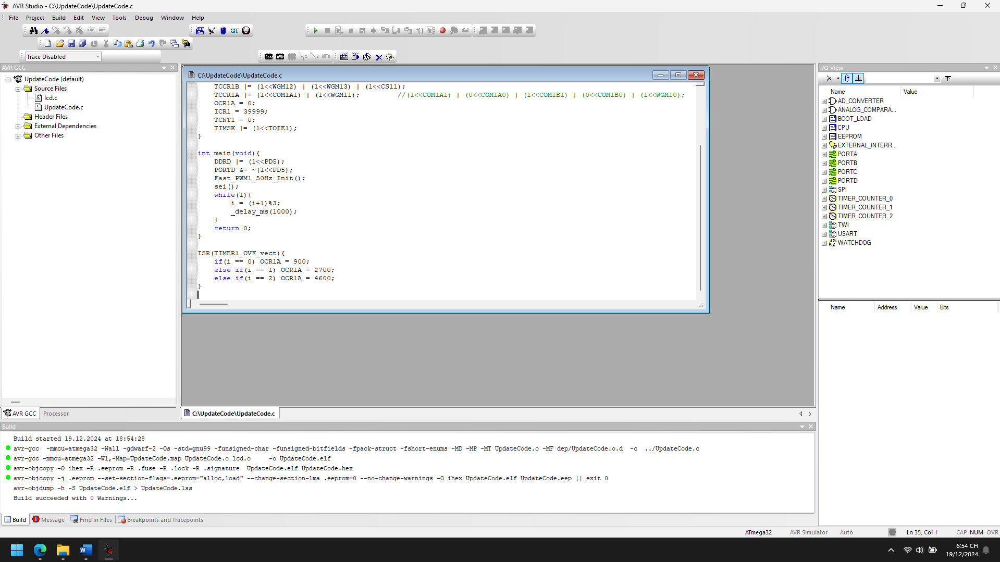 AVR Studio - C:\UpdateCode\UpdateCode.c
File Project Build Edit View Tools Debug Window Help
Trace Disabled
AVR GCC
UpdateCode (default)
Source Files
lcd.c
UpdateCode.c
Header Files
External Dependencies
Other Files
AVR GCC Processor
C:\UpdateCode\UpdateCode.c
TCCR1B |= (1<<WGM12) | (1<<WGM13) | (1<<CS11);
TCCR1A |= (1<<COM1A1) | (1<<WGM11); //(1<<COM1A1) | (0<<COM1A0) | (1<<COM1B1) | (0<<COM1B0) | (1<<WGM10);
OCR1A = 0;
ICR1 = 39999;
TCNT1 = 0;
TIMSK |= (1<<TOIE1);
}
int main(void){
DDRD |= (1<<PD5);
PORTD &= ~(1<<PD5);
Fast_PWM1_50Hz_Init();
sei();
while(1){
i = (i+1)%3;
_delay_ms(1000);
}
return 0;
}
ISR(TIMER1_OVF_vect){
if(i == 0) OCR1A = 900;
else if(i == 1) OCR1A = 2700;
else if(i == 2) OCR1A = 4600;
}
C:\UpdateCode\UpdateCode.c
I/O View
Name Value
AD_CONVERTER
ANALOG_COMPARA...
BOOT_LOAD
CPU
EEPROM
EXTERNAL_INTERR...
PORTA
PORTB
PORTC
PORTD
SPI
TIMER_COUNTER_0
TIMER_COUNTER_1
TIMER_COUNTER_2
TWI
USART
WATCHDOG
Name Address Value Bits
Build
Build started 19.12.2024 at 18:54:28
avr-gcc -mmcu=atmega32 -Wall -gdwarf-2 -Os -std=gnu99 -funsigned-char -funsigned-bitfields -fpack-struct -fshort-enums -MD -MP -MT UpdateCode.o -MF dep/UpdateCode.o.d -c ../UpdateCode.c
avr-gcc -mmcu=atmega32 -Wl,-Map=UpdateCode.map UpdateCode.o lcd.o -o UpdateCode.elf
avr-objcopy -O ihex -R .eeprom -R .fuse -R .lock -R .signature UpdateCode.elf UpdateCode.hex
avr-objcopy -j .eeprom --set-section-flags=.eeprom="alloc,load" --change-section-lma .eeprom=0 --no-change-warnings -O ihex UpdateCode.elf UpdateCode.eep || exit 0
avr-objdump -h -S UpdateCode.elf > UpdateCode.lss
Build succeeded with 0 Warnings...
Build Message Find in Files Breakpoints and Tracepoints
ATmega32 AVR Simulator Auto Ln 35, Col 1 CAP NUM OVR
6:54 CH
19/12/2024